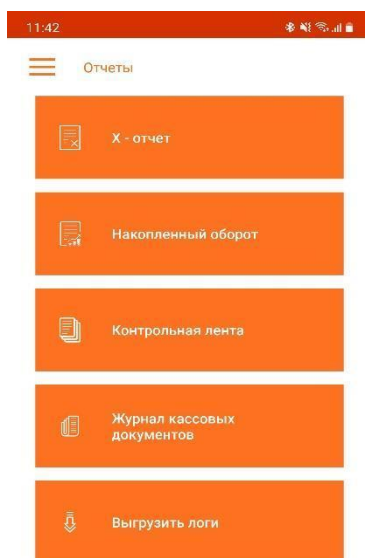 11:42
Отчеты
X - отчет
Накопленный оборот
Контрольная лента
Журнал кассовых
документов
Выгрузить логи